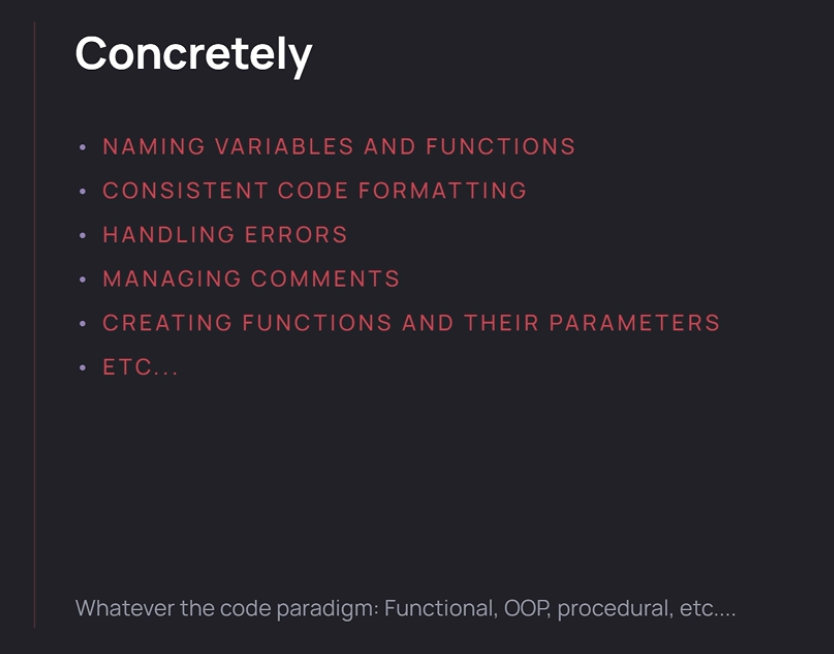 Concretely
• NAMING VARIABLES AND FUNCTIONS
• CONSISTENT CODE FORMATTING
• HANDLING ERRORS
• MANAGING COMMENTS
• CREATING FUNCTIONS AND THEIR PARAMETERS
• ETC...
Whatever the code paradigm: Functional, OOP, procedural, etc....